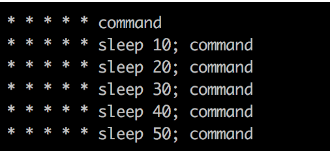 * * * * * command
* * * * * sleep 10; command
* * * * * sleep 20; command
* * * * * sleep 30; command
* * * * * sleep 40; command
* * * * * sleep 50; command